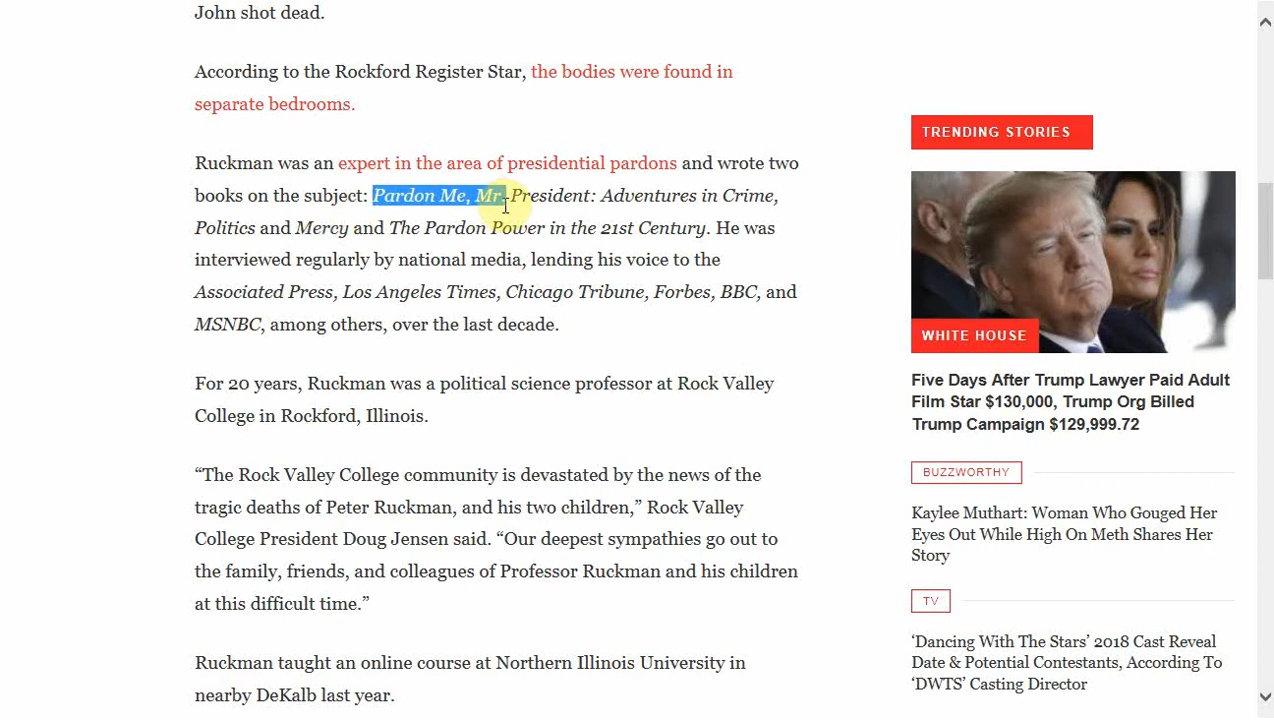 John shot dead.
According to the Rockford Register Star, the bodies were found in
separate bedrooms.
Ruckman was an expert in the area of presidential pardons and wrote two
books on the subject: Pardon Me, Mr. President: Adventures in Crime,
Politics and Mercy and The Pardon Power in the 21st Century. He was
interviewed regularly by national media, lending his voice to the
Associated Press, Los Angeles Times, Chicago Tribune, Forbes, BBC, and
MSNBC, among others, over the last decade.
For 20 years, Ruckman was a political science professor at Rock Valley
College in Rockford, Illinois.
“The Rock Valley College community is devastated by the news of the
tragic deaths of Peter Ruckman, and his two children,” Rock Valley
College President Doug Jensen said. “Our deepest sympathies go out to
the family, friends, and colleagues of Professor Ruckman and his children
at this difficult time.”
Ruckman taught an online course at Northern Illinois University in
nearby DeKalb last year.
TRENDING STORIES
WHITE HOUSE
Five Days After Trump Lawyer Paid Adult
Film Star $130,000, Trump Org Billed
Trump Campaign $129,999.72
BUZZWORTHY
Kaylee Muthart: Woman Who Gouged Her
Eyes Out While High On Meth Shares Her
Story
TV
‘Dancing With The Stars’ 2018 Cast Reveal
Date & Potential Contestants, According To
‘DWTS’ Casting Director